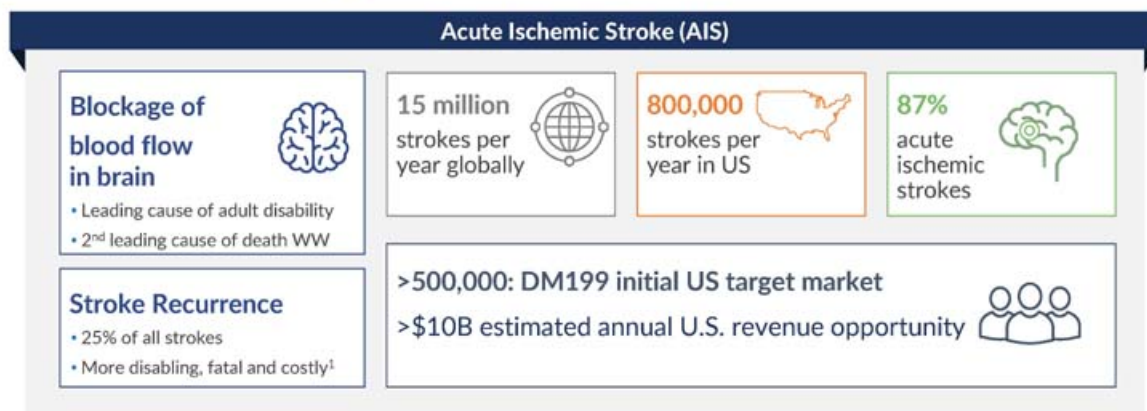 Acute Ischemic Stroke (AIS)
Blockage of
blood flow
in brain
• Leading cause of adult disability
• 2nd leading cause of death WW
Stroke Recurrence
• 25% of all strokes
• More disabling, fatal and costly1
15 million
strokes per
year globally
800,000
strokes per
year in US
87%
acute
ischemic
strokes
>500,000: DM199 initial US target market
>$10B estimated annual U.S. revenue opportunity